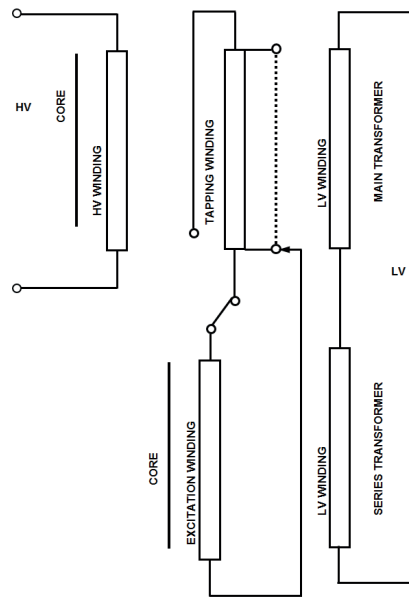 HV
CORE
HV WINDING
TAPPING WINDING
LV WINDING
MAIN TRANSFORMER
LV
CORE
EXCITATION WINDING
LV WINDING
SERIES TRANSFORMER